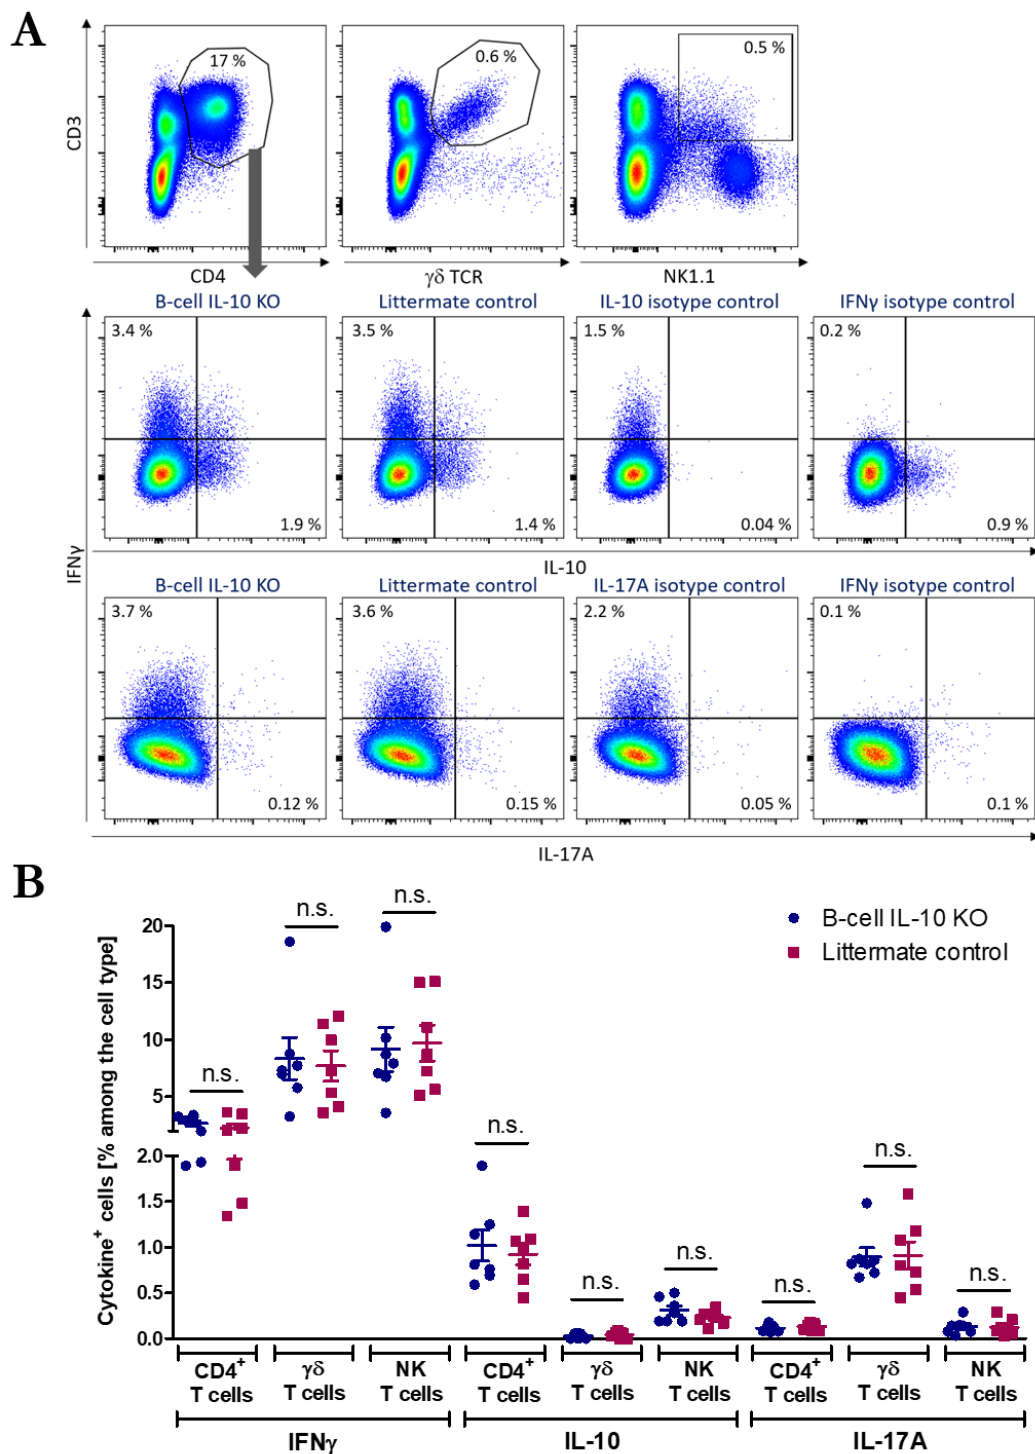 A
17 %
0.6 %
0.5 %
CD3
CD4
γδ TCR
NK1.1
B-cell IL-10 KO
Littermate control
IL-10 isotype control
IFNγ isotype control
3.4 %
3.5 %
1.5 %
0.2 %
1.9 %
1.4 %
0.04 %
0.9 %
IFNγ
IL-10
B-cell IL-10 KO
Littermate control
IL-17A isotype control
IFNγ isotype control
3.7 %
3.6 %
2.2 %
0.1 %
0.12 %
0.15 %
0.05 %
0.1 %
IL-17A
B
B-cell IL-10 KO
Littermate control
Cytokine⁺ cells [% among the cell type]
20
15
10
5
2.0
1.5
1.0
0.5
0.0
n.s.
n.s.
n.s.
n.s.
n.s.
n.s.
n.s.
n.s.
n.s.
CD4⁺
T cells
γδ
T cells
NK
T cells
CD4⁺
T cells
γδ
T cells
NK
T cells
CD4⁺
T cells
γδ
T cells
NK
T cells
IFNγ
IL-10
IL-17A